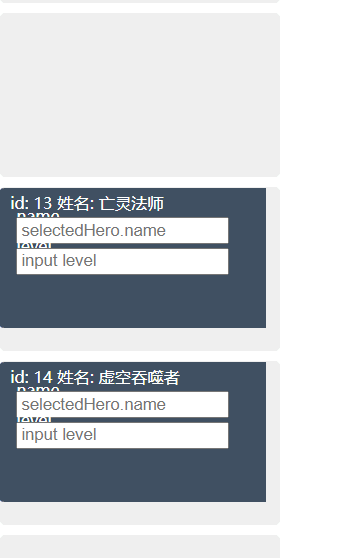 id: 13 姓名: 亡灵法师
name
selectedHero.name
level
input level
id: 14 姓名: 虚空吞噬者
name
selectedHero.name
level
input level